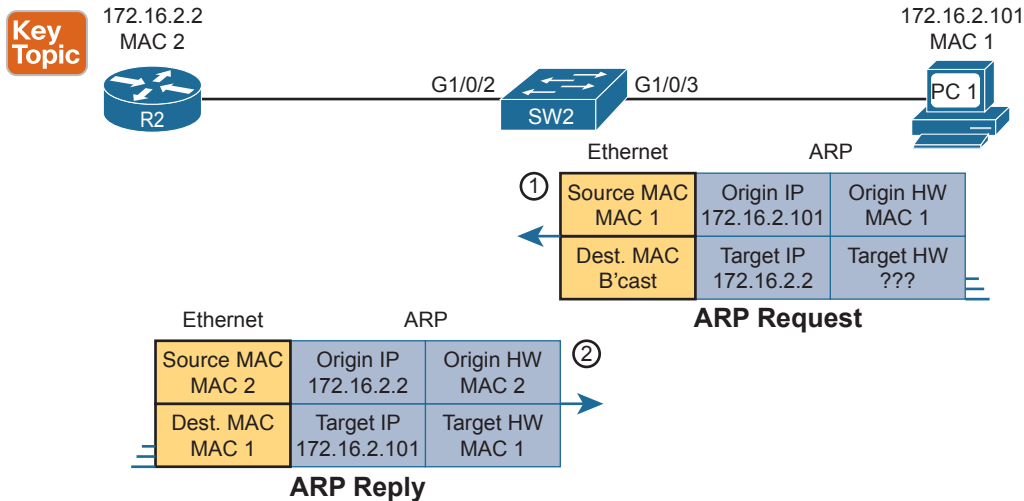 Key
Topic
172.16.2.2
MAC 2
R2
G1/0/2
SW2
G1/0/3
172.16.2.101
MAC 1
PC 1
Ethernet
ARP
1
Source MAC
MAC 1
Origin IP
172.16.2.101
Origin HW
MAC 1
Dest. MAC
B'cast
Target IP
172.16.2.2
Target HW
???
ARP Request
Ethernet
ARP
Source MAC
MAC 2
Origin IP
172.16.2.2
Origin HW
MAC 2
2
Dest. MAC
MAC 1
Target IP
172.16.2.101
Target HW
MAC 1
ARP Reply